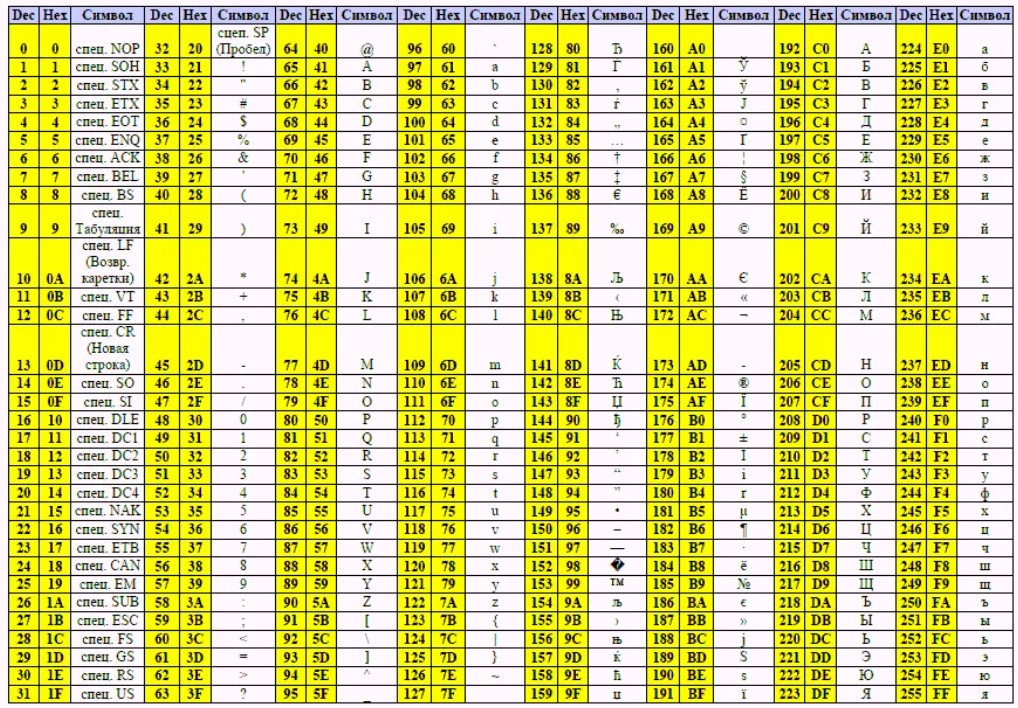 Dec Hex Символ Dec Hex Символ Dec Hex Символ Dec Hex Символ Dec Hex Символ Dec Hex Символ Dec Hex Символ Dec Hex Символ
сцеп. SP
0 0 спец. NOP 32 20 (Пробел) 64 40 @ 96 60 ` 128 80 Ђ 160 A0 192 C0 А 224 E0 а
1 1 спец. SOH 33 21 ! 65 41 A 97 61 a 129 81 Ѓ 161 A1 Ў 193 C1 Б 225 E1 б
2 2 спец. STX 34 22 " 66 42 B 98 62 b 130 82 ‚ 162 A2 ў 194 C2 В 226 E2 в
3 3 спец. ETX 35 23 # 67 43 C 99 63 c 131 83 ѓ 163 A3 Ј 195 C3 Г 227 E3 г
4 4 спец. EOT 36 24 $ 68 44 D 100 64 d 132 84 „ 164 A4 ¤ 196 C4 Д 228 E4 д
5 5 спец. ENQ 37 25 % 69 45 E 101 65 e 133 85 … 165 A5 Ґ 197 C5 Е 229 E5 е
6 6 спец. ACK 38 26 & 70 46 F 102 66 f 134 86 † 166 A6 ¦ 198 C6 Ж 230 E6 ж
7 7 спец. BEL 39 27 ' 71 47 G 103 67 g 135 87 ‡ 167 A7 § 199 C7 З 231 E7 з
8 8 спец. BS 40 28 ( 72 48 H 104 68 h 136 88 € 168 A8 Ё 200 C8 И 232 E8 и
спец.
9 9 Табуляция 41 29 ) 73 49 I 105 69 i 137 89 ‰ 169 A9 © 201 C9 Й 233 E9 й
спец. LF
(Возвр.
10 0A каретки) 42 2A * 74 4A J 106 6A j 138 8A Љ 170 AA Є 202 CA К 234 EA к
11 0B спец. VT 43 2B + 75 4B K 107 6B k 139 8B ‹ 171 AB « 203 CB Л 235 EB л
12 0C спец. FF 44 2C , 76 4C L 108 6C l 140 8C Њ 172 AC ¬ 204 CC М 236 EC м
спец. CR
(Новая
13 0D строка) 45 2D - 77 4D M 109 6D m 141 8D Ќ 173 AD - 205 CD Н 237 ED н
14 0E спец. SO 46 2E . 78 4E N 110 6E n 142 8E Ћ 174 AE ® 206 CE О 238 EE о
15 0F спец. SI 47 2F / 79 4F O 111 6F o 143 8F Џ 175 AF Ї 207 CF П 239 EF п
16 10 спец. DLE 48 30 0 80 50 P 112 70 p 144 90 ђ 176 B0 ° 208 D0 Р 240 F0 р
17 11 спец. DC1 49 31 1 81 51 Q 113 71 q 145 91 ‘ 177 B1 ± 209 D1 С 241 F1 с
18 12 спец. DC2 50 32 2 82 52 R 114 72 r 146 92 ’ 178 B2 І 210 D2 Т 242 F2 т
19 13 спец. DC3 51 33 3 83 53 S 115 73 s 147 93 “ 179 B3 і 211 D3 У 243 F3 у
20 14 спец. DC4 52 34 4 84 54 T 116 74 t 148 94 ” 180 B4 ґ 212 D4 Ф 244 F4 ф
21 15 спец. NAK 53 35 5 85 55 U 117 75 u 149 95 • 181 B5 µ 213 D5 Х 245 F5 х
22 16 спец. SYN 54 36 6 86 56 V 118 76 v 150 96 – 182 B6 ¶ 214 D6 Ц 246 F6 ц
23 17 спец. ETB 55 37 7 87 57 W 119 77 w 151 97 — 183 B7 · 215 D7 Ч 247 F7 ч
24 18 спец. CAN 56 38 8 88 58 X 120 78 x 152 98 � 184 B8 ё 216 D8 Ш 248 F8 ш
25 19 спец. EM 57 39 9 89 59 Y 121 79 y 153 99 ™ 185 B9 № 217 D9 Щ 249 F9 щ
26 1A спец. SUB 58 3A : 90 5A Z 122 7A z 154 9A љ 186 BA є 218 DA Ъ 250 FA ъ
27 1B спец. ESC 59 3B ; 91 5B [ 123 7B { 155 9B › 187 BB » 219 DB Ы 251 FB ы
28 1C спец. FS 60 3C < 92 5C \ 124 7C | 156 9C њ 188 BC ј 220 DC Ь 252 FC ь
29 1D спец. GS 61 3D = 93 5D ] 125 7D } 157 9D ќ 189 BD Ѕ 221 DD Э 253 FD э
30 1E спец. RS 62 3E > 94 5E ^ 126 7E ~ 158 9E ћ 190 BE ѕ 222 DE Ю 254 FE ю
31 1F спец. US 63 3F ? 95 5F _ 127 7F 159 9F џ 191 BF ї 223 DF Я 255 FF я